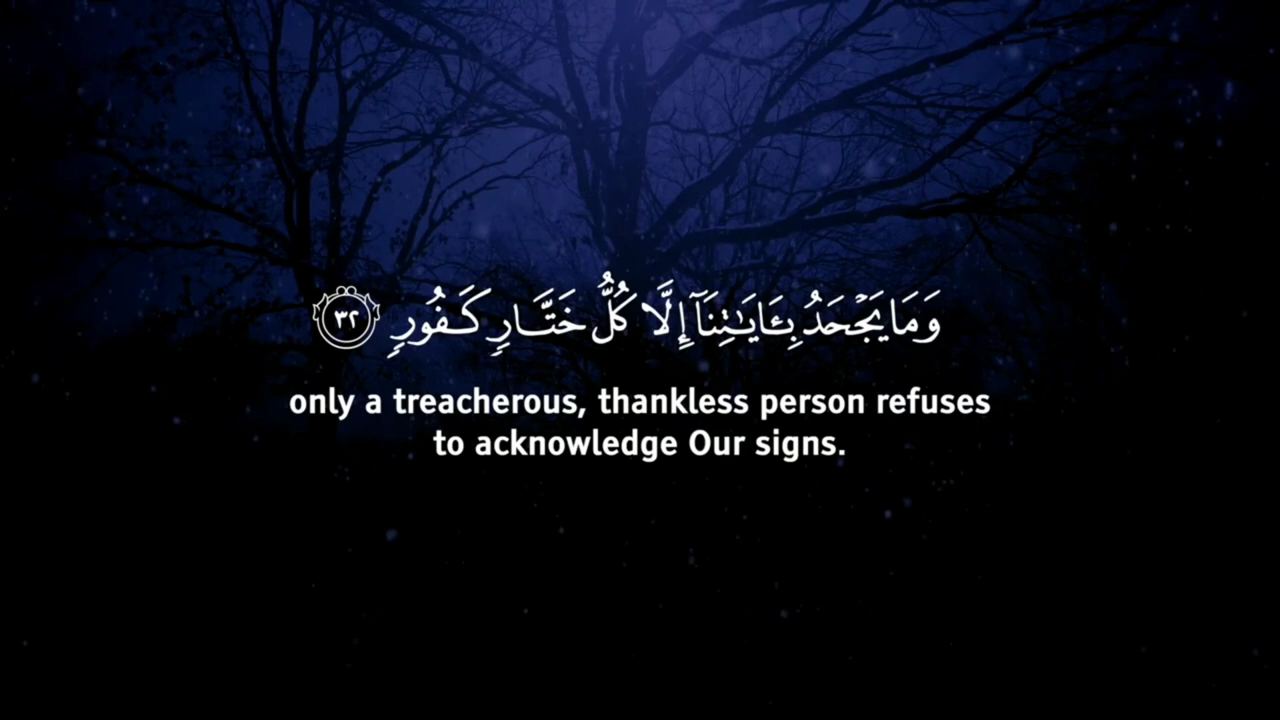 وَمَا يَجْحَدُ بِـَٔايَـٰتِنَآ إِلَّا كُلُّ خَتَّارٍ كَفُورٍ ٣٢
only a treacherous, thankless person refuses
to acknowledge Our signs.